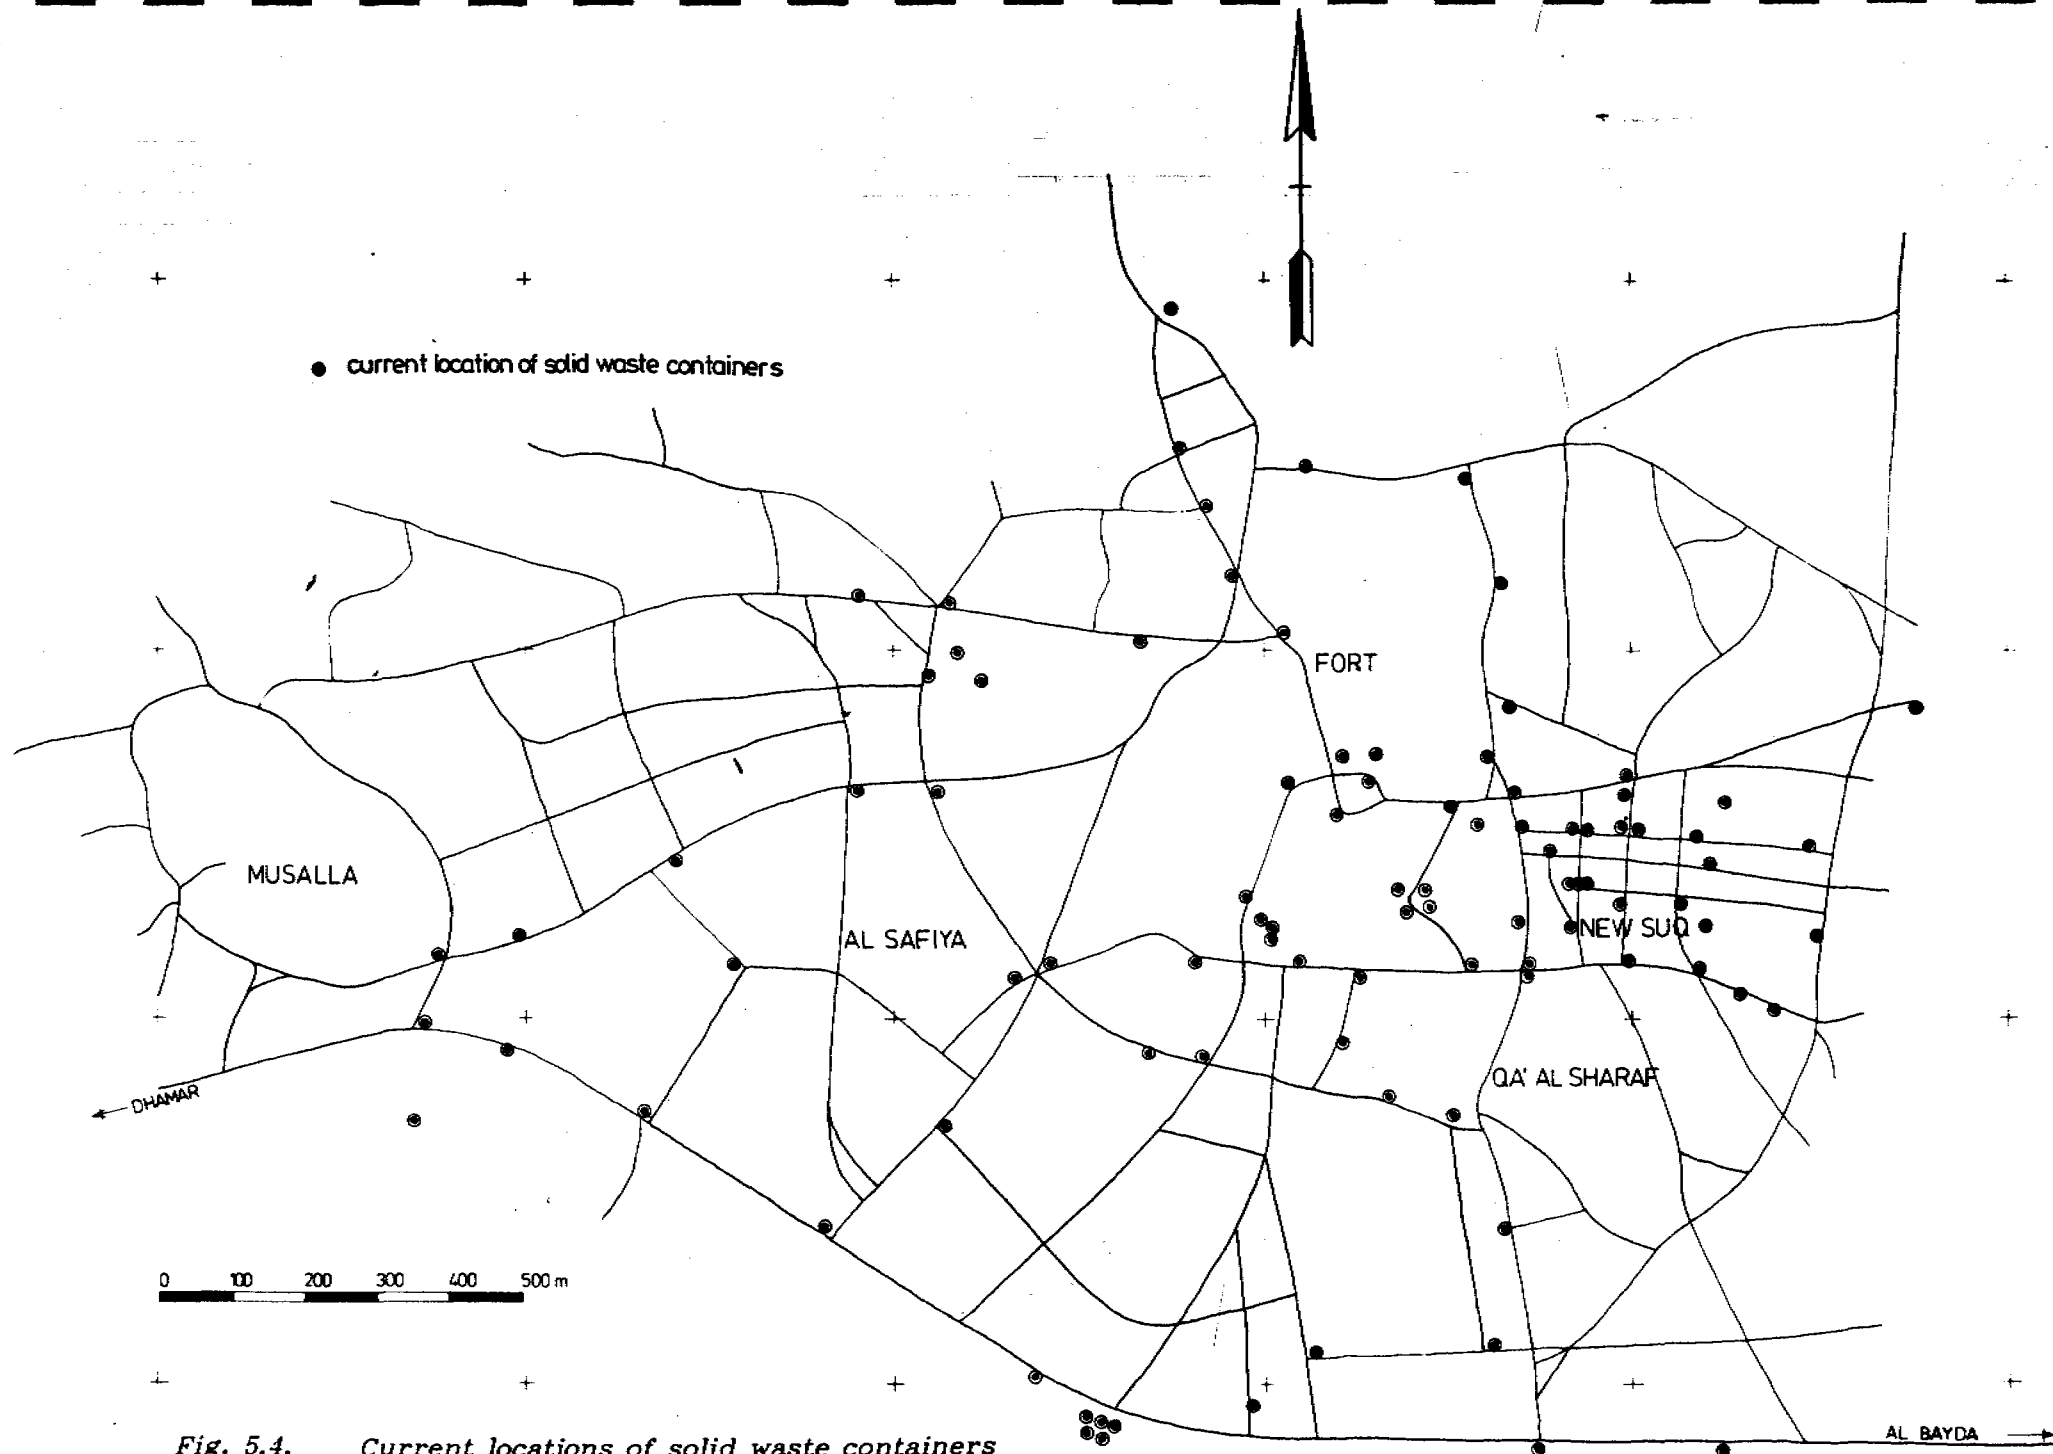 current location of solid waste containers
FORT
MUSALLA
AL SAFIYA
NEW SUQ
QA' AL SHARAF
DHAMAR
0 100 200 300 400 500 m
AL BAYDA
Fig. 5.4. Current locations of solid waste containers